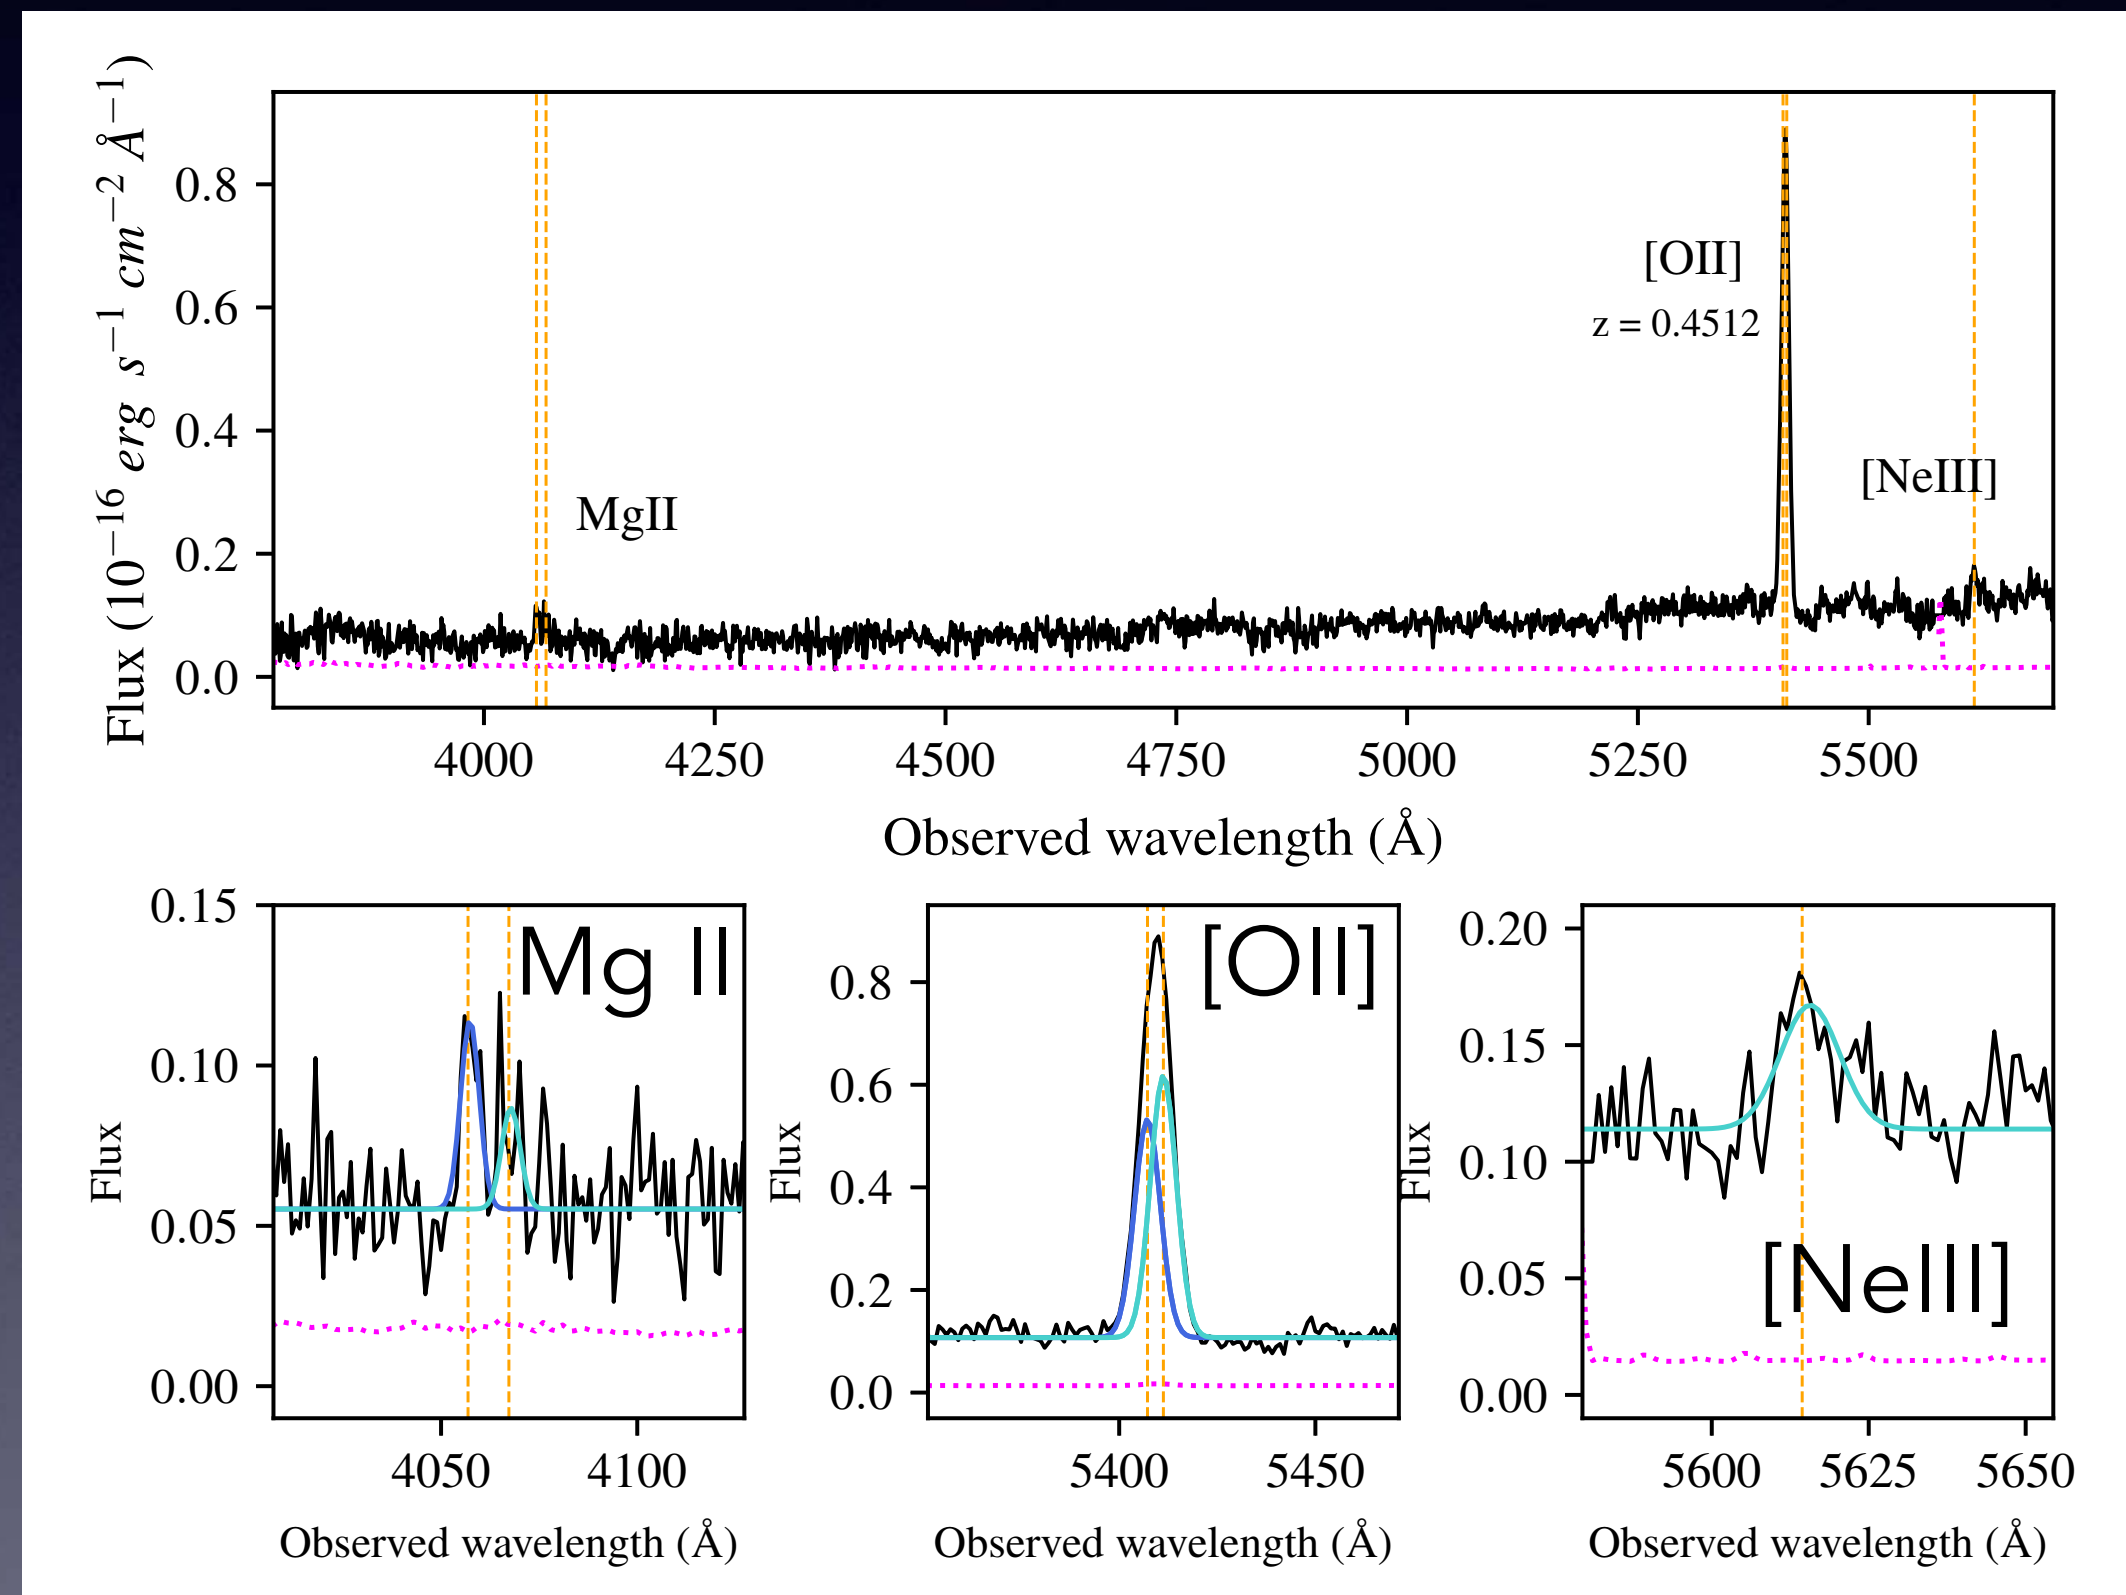 Flux (10−16 erg s−1 cm−2 Å−1)
0.8
0.6
0.4
0.2
0.0
[OII]
z = 0.4512
[NeIII]
MgII
4000 4250 4500 4750 5000 5250 5500
Observed wavelength (Å)
Flux
0.15
0.10
0.05
0.00
Mg II
4050 4100
Observed wavelength (Å)
Flux
0.8
0.6
0.4
0.2
0.0
[OII]
5400 5450
Observed wavelength (Å)
Flux
0.20
0.15
0.10
0.05
0.00
[NeIII]
5600 5625 5650
Observed wavelength (Å)